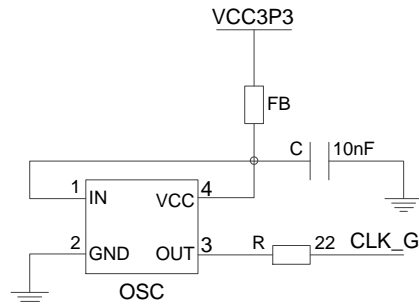 VCC3P3
FB
C 10nF
1 IN VCC 4
2 GND OUT 3 R 22 CLK_G
OSC